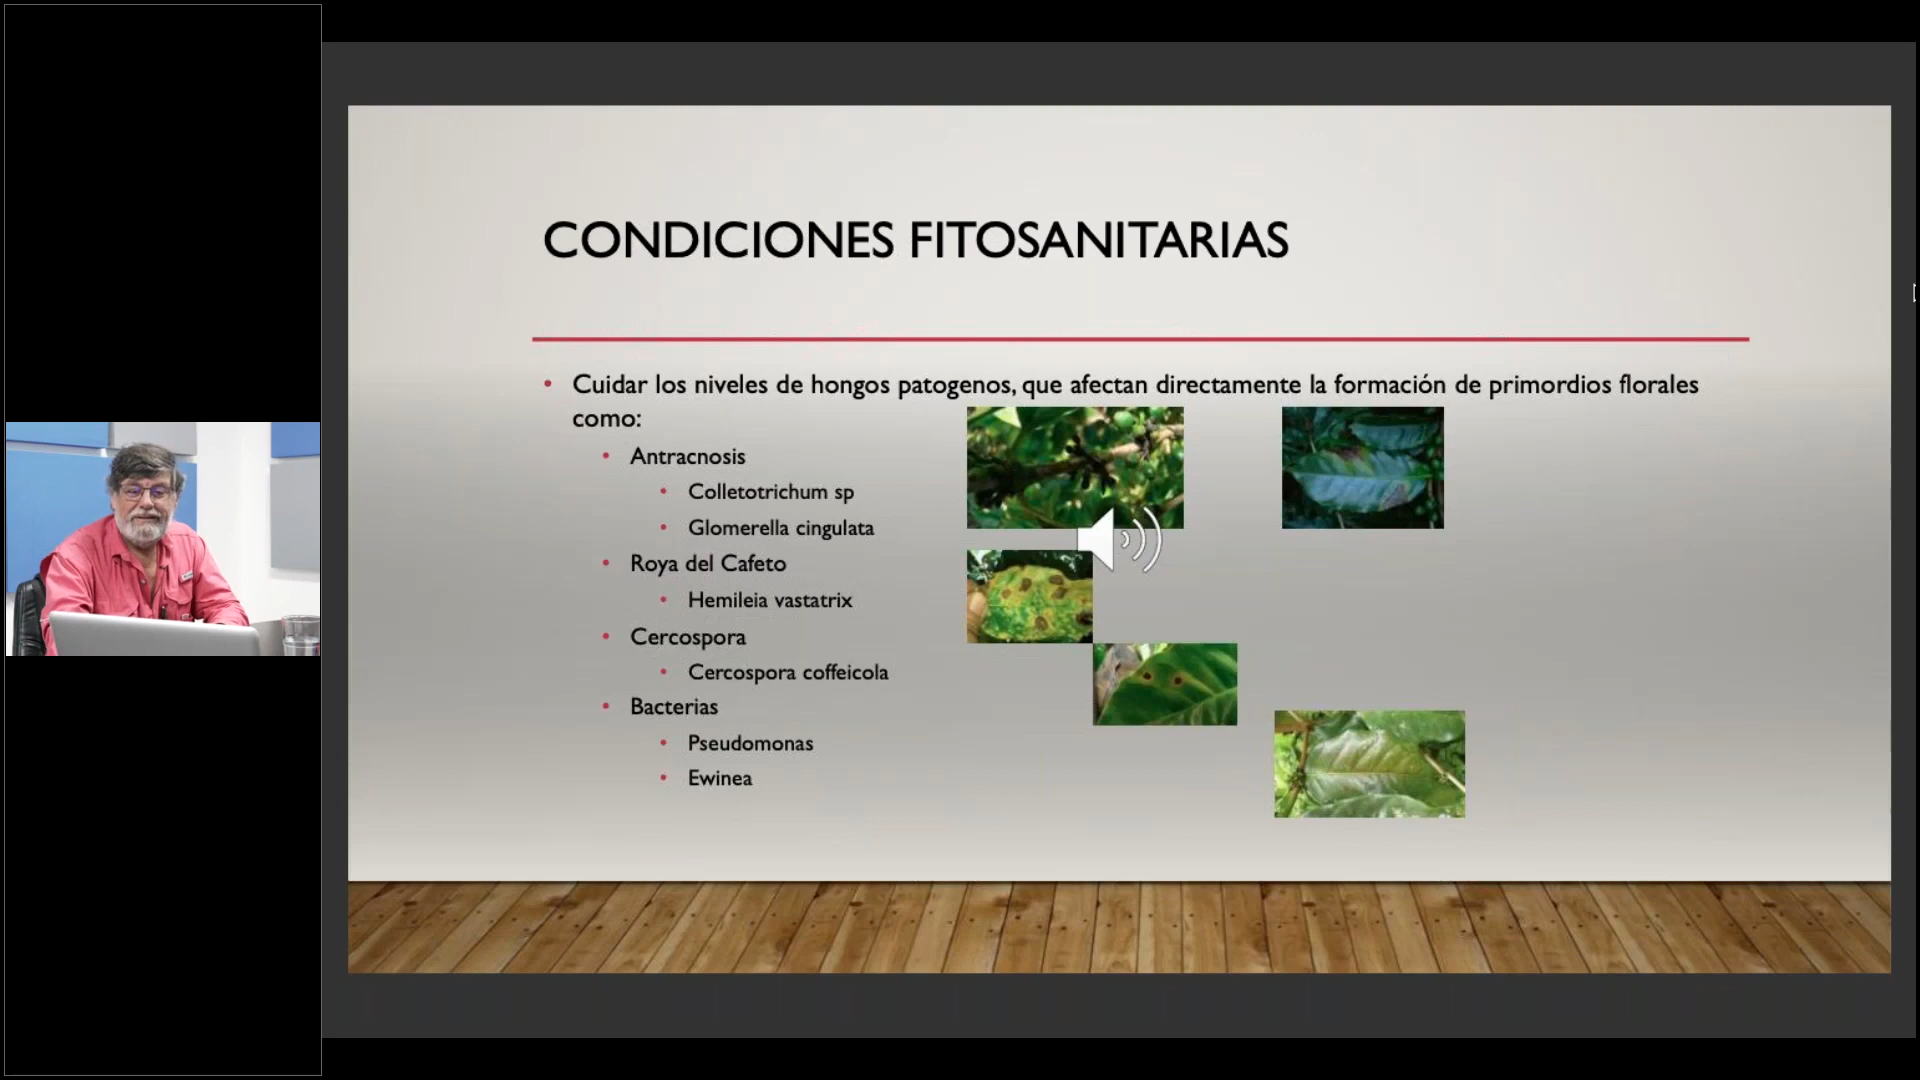 CONDICIONES FITOSANITARIAS
Cuidar los niveles de hongos patogenos, que afectan directamente la formación de primordios florales
como:
Antracnosis
Colletotrichum sp
Glomerella cingulata
Roya del Cafeto
Hemileia vastatrix
Cercospora
Cercospora coffeicola
Bacterias
Pseudomonas
Ewinea